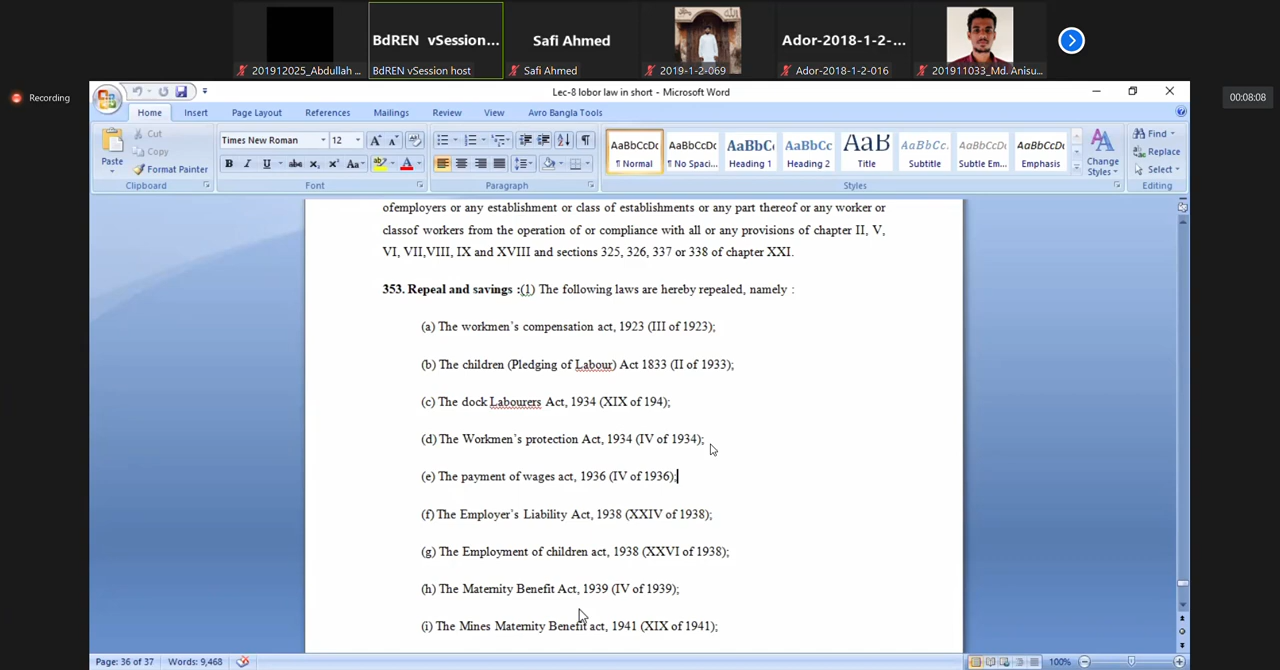 BdREN vSession...
Safi Ahmed
Ador-2018-1-2-...
201912025_Abdullah ...
BdREN vSession host
Safi Ahmed
2019-1-2-069
Ador-2018-1-2-016
201911033_Md. Anisu...
Recording
00:08:08
Lec-8 lobor law in short - Microsoft Word
Home Insert Page Layout References Mailings Review View Avro Bangla Tools
Paste
Cut
Copy
Format Painter
Clipboard
Times New Roman 12
Font
Paragraph
AaBbCcDc AaBbCcDc AaBbC( AaBbCc AaB AaBbCc. AaBbCcDc AaBbCcDc
¶ Normal ¶ No Spaci... Heading 1 Heading 2 Title Subtitle Subtle Em... Emphasis
Change Styles
Styles
Find
Replace
Select
Editing
ofemployers or any establishment or class of establishments or any part thereof or any worker or
classof workers from the operation of or compliance with all or any provisions of chapter II, V,
VI, VII,VIII, IX and XVIII and sections 325, 326, 337 or 338 of chapter XXI.
353. Repeal and savings :(1) The following laws are hereby repealed, namely :
(a) The workmen's compensation act, 1923 (III of 1923);
(b) The children (Pledging of Labour) Act 1833 (II of 1933);
(c) The dock Labourers Act, 1934 (XIX of 194);
(d) The Workmen's protection Act, 1934 (IV of 1934);
(e) The payment of wages act, 1936 (IV of 1936);
(f) The Employer's Liability Act, 1938 (XXIV of 1938);
(g) The Employment of children act, 1938 (XXVI of 1938);
(h) The Maternity Benefit Act, 1939 (IV of 1939);
(i) The Mines Maternity Benefit act, 1941 (XIX of 1941);
Page: 36 of 37 Words: 9,468 100%